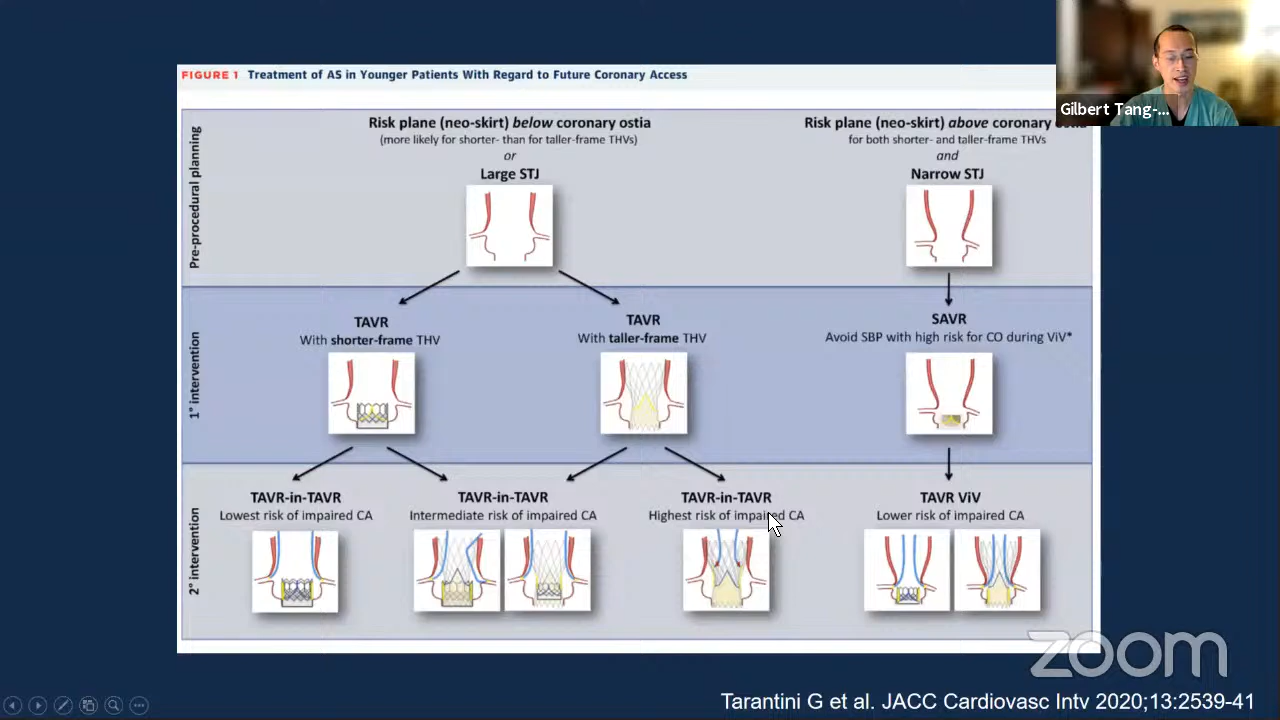 FIGURE 1 Treatment of AS in Younger Patients With Regard to Future Coronary Access
Gilbert Tang-...
Pre-procedural planning
Risk plane (neo-skirt) below coronary ostia
(more likely for shorter- than for taller-frame THVs)
or
Large STJ
Risk plane (neo-skirt) above coronary ostia
for both shorter- and taller-frame THVs
and
Narrow STJ
1° intervention
TAVR
With shorter-frame THV
TAVR
With taller-frame THV
SAVR
Avoid SBP with high risk for CO during ViV*
2° intervention
TAVR-in-TAVR
Lowest risk of impaired CA
TAVR-in-TAVR
Intermediate risk of impaired CA
TAVR-in-TAVR
Highest risk of impaired CA
TAVR ViV
Lower risk of impaired CA
zoom
Tarantini G et al. JACC Cardiovasc Intv 2020;13:2539-41